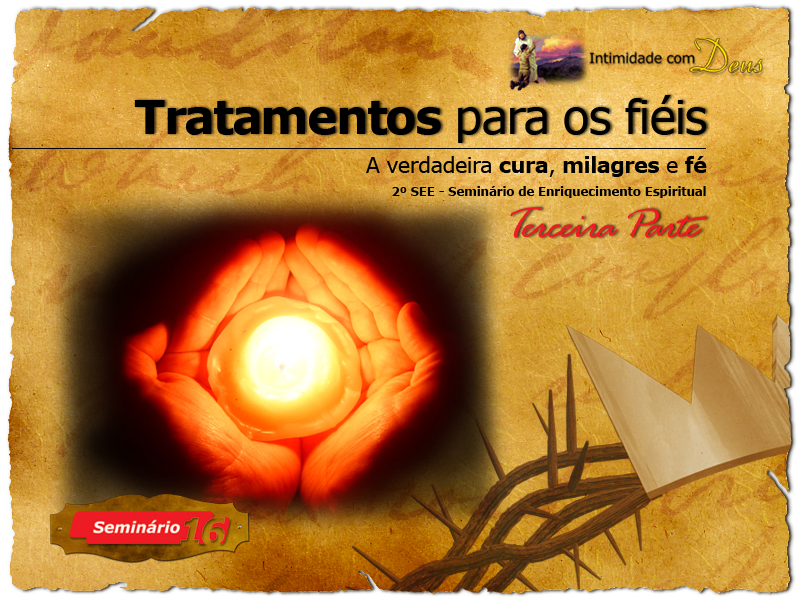 Intimidade com Deus
Tratamentos para os fiéis
A verdadeira cura, milagres e fé
2º SEE - Seminário de Enriquecimento Espiritual
Terceira Parte
Seminário 16